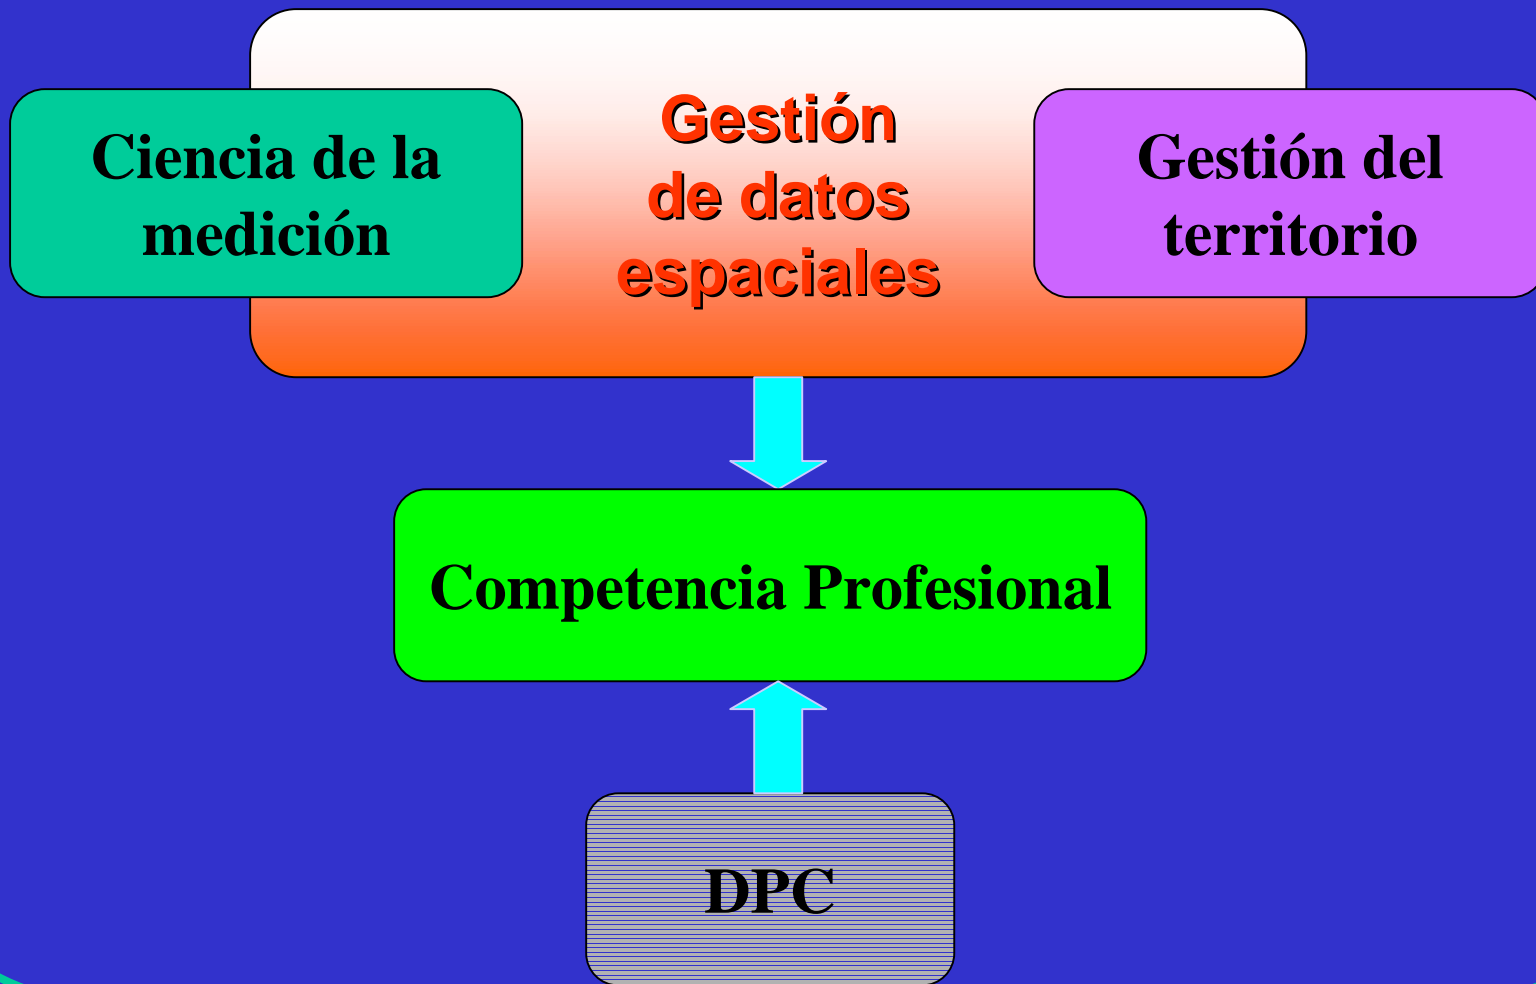 Ciencia de la
medición
Gestión
de datos
espaciales
Gestión del
territorio
Competencia Profesional
DPC